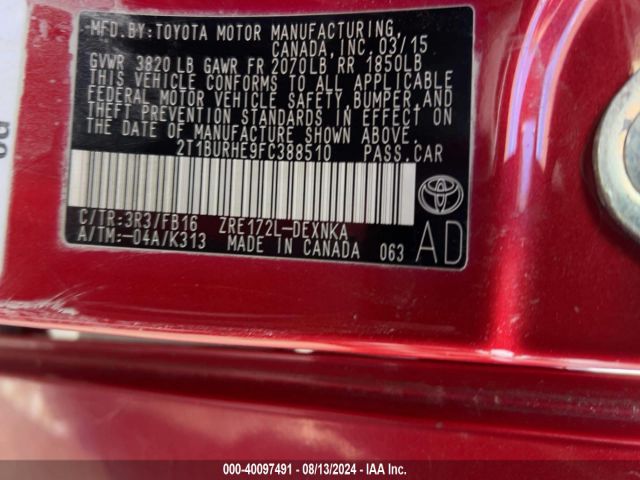 MFD.BY:TOYOTA MOTOR MANUFACTURING,
CANADA, INC. 03/15
GVWR 3820 LB GAWR FR 2070LB, RR 1850LB
THIS VEHICLE CONFORMS TO ALL APPLICABLE
FEDERAL MOTOR VEHICLE SAFETY, BUMPER, AND
THEFT PREVENTION STANDARDS IN EFFECT ON
THE DATE OF MANUFACTURE SHOWN ABOVE.
2T1BURHE9FC388510 PASS.CAR
C/TR:3R3/FB16 ZRE172L-DEXNKA
A/TM:-04A/K313 MADE IN CANADA 063
AD
000-40097491 - 08/13/2024 - IAA Inc.